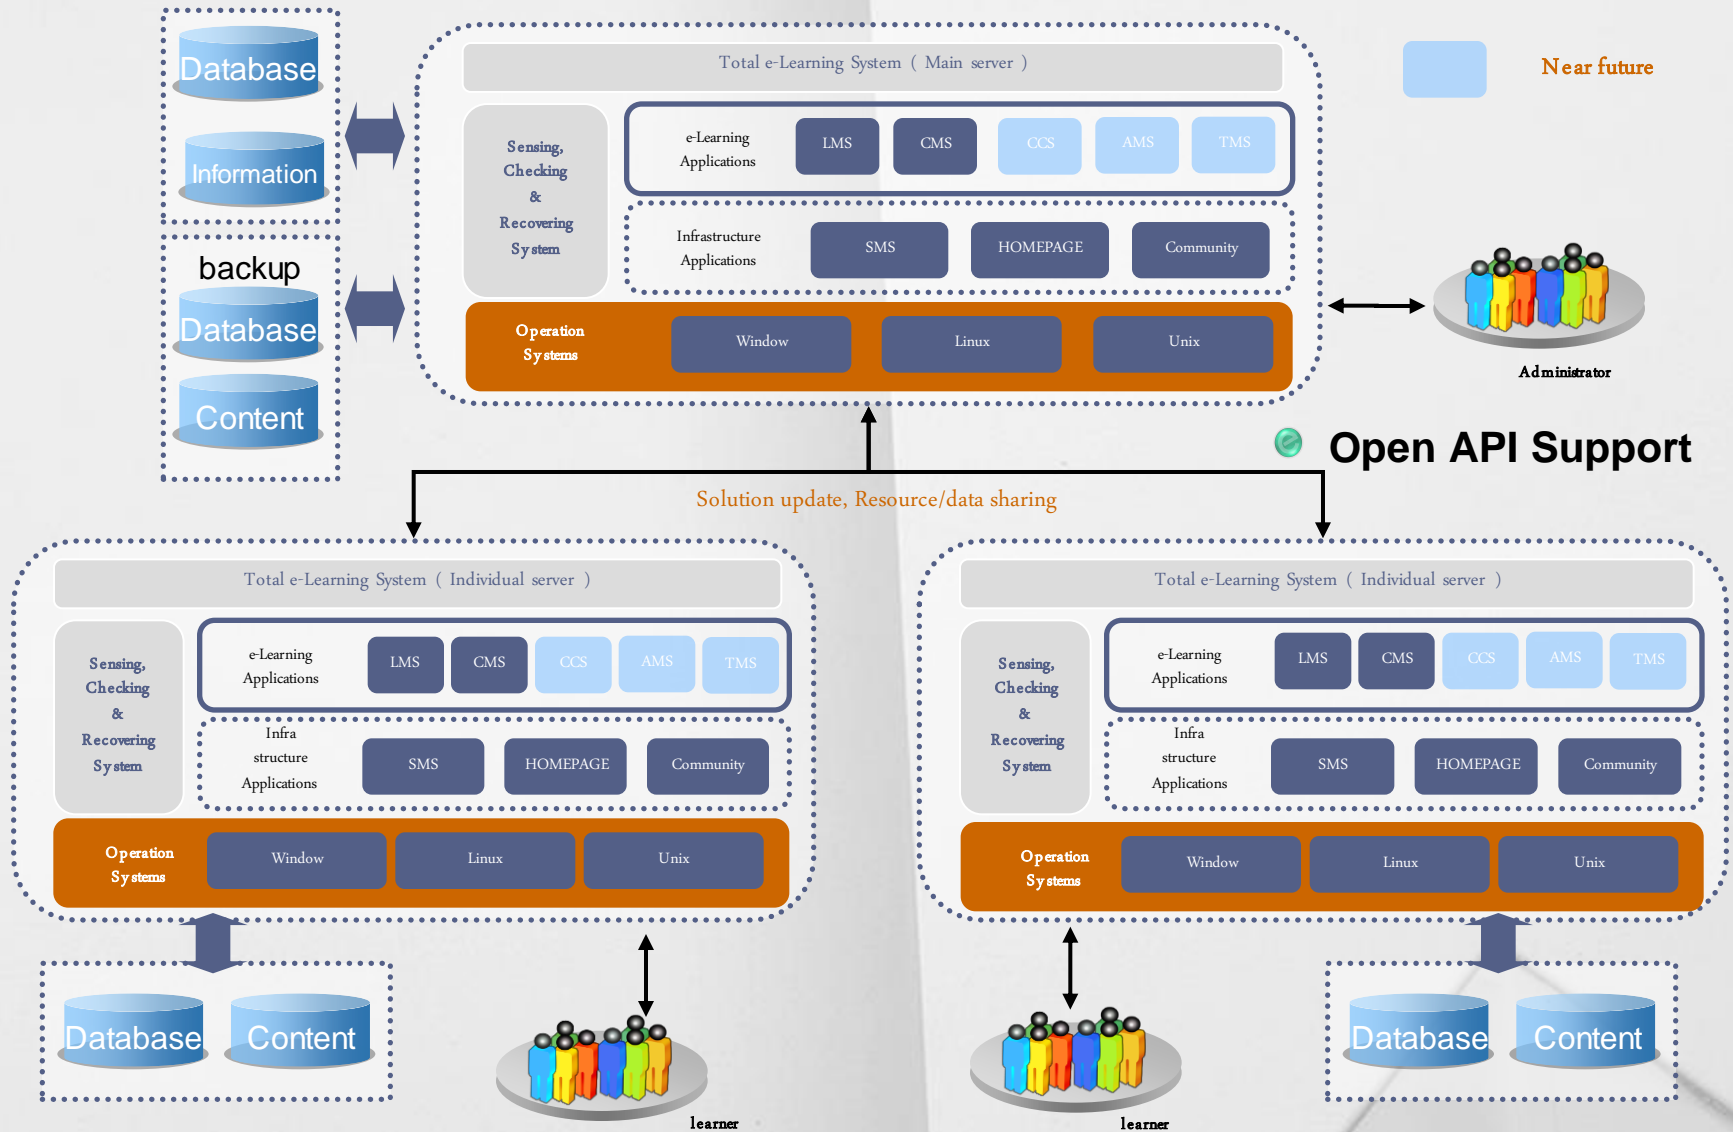 Database
Information
backup
Database
Content
Total e-Learning System ( Main server )
Sensing,
Checking
&
Recovering
System
e-Learning
Applications
LMS
CMS
CCS
AMS
TMS
Infrastructure
Applications
SMS
HOMEPAGE
Community
Operation
Systems
Window
Linux
Unix
Near future
Administrator
Open API Support
Solution update, Resource/data sharing
Total e-Learning System ( Individual server )
Sensing,
Checking
&
Recovering
System
e-Learning
Applications
LMS
CMS
CCS
AMS
TMS
Infra
structure
Applications
SMS
HOMEPAGE
Community
Operation
Systems
Window
Linux
Unix
Database
Content
learner
Total e-Learning System ( Individual server )
Sensing,
Checking
&
Recovering
System
e-Learning
Applications
LMS
CMS
CCS
AMS
TMS
Infra
structure
Applications
SMS
HOMEPAGE
Community
Operation
Systems
Window
Linux
Unix
learner
Database
Content